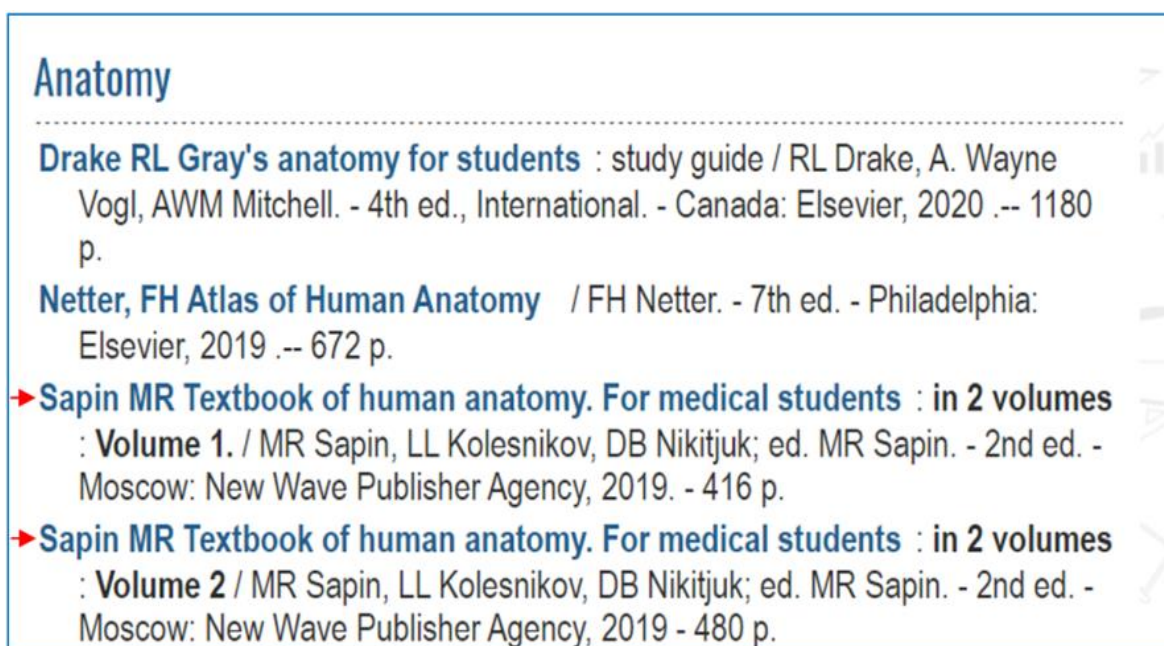 Anatomy
Drake RL Gray's anatomy for students : study guide / RL Drake, A. Wayne
Vogl, AWM Mitchell. - 4th ed., International. - Canada: Elsevier, 2020 .-- 1180
p.
Netter, FH Atlas of Human Anatomy / FH Netter. - 7th ed. - Philadelphia:
Elsevier, 2019 .-- 672 p.
Sapin MR Textbook of human anatomy. For medical students : in 2 volumes
: Volume 1. / MR Sapin, LL Kolesnikov, DB Nikitjuk; ed. MR Sapin. - 2nd ed. -
Moscow: New Wave Publisher Agency, 2019. - 416 p.
Sapin MR Textbook of human anatomy. For medical students : in 2 volumes
: Volume 2 / MR Sapin, LL Kolesnikov, DB Nikitjuk; ed. MR Sapin. - 2nd ed. -
Moscow: New Wave Publisher Agency, 2019 - 480 p.